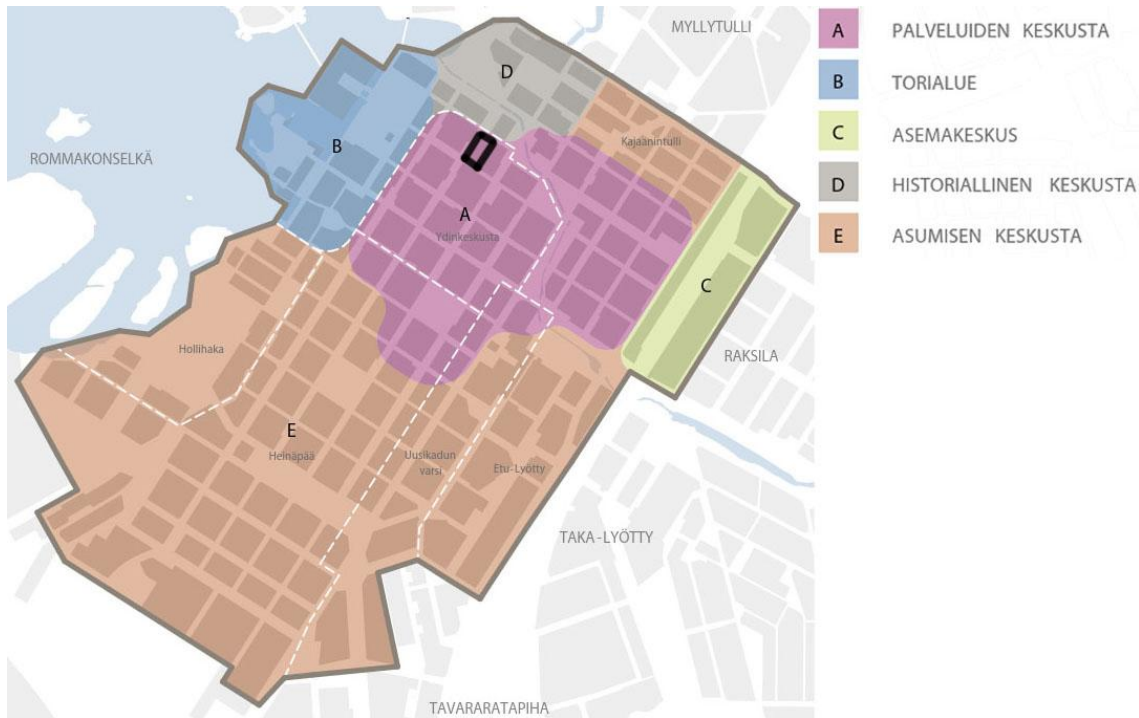 MYLLYTULLI
D
Kajaanintulli
ROMMAKONSELKÄ
B
A
Ydinkeskusta
C
RAKSILA
Hollihaka
E
Heinäpää
Uusikadun
varsi
Etu-Lyötty
TAKA-LYÖTTY
TAVARARATAPIHA
A PALVELUIDEN KESKUSTA
B TORIALUE
C ASEMAKESKUS
D HISTORIALLINEN KESKUSTA
E ASUMISEN KESKUSTA